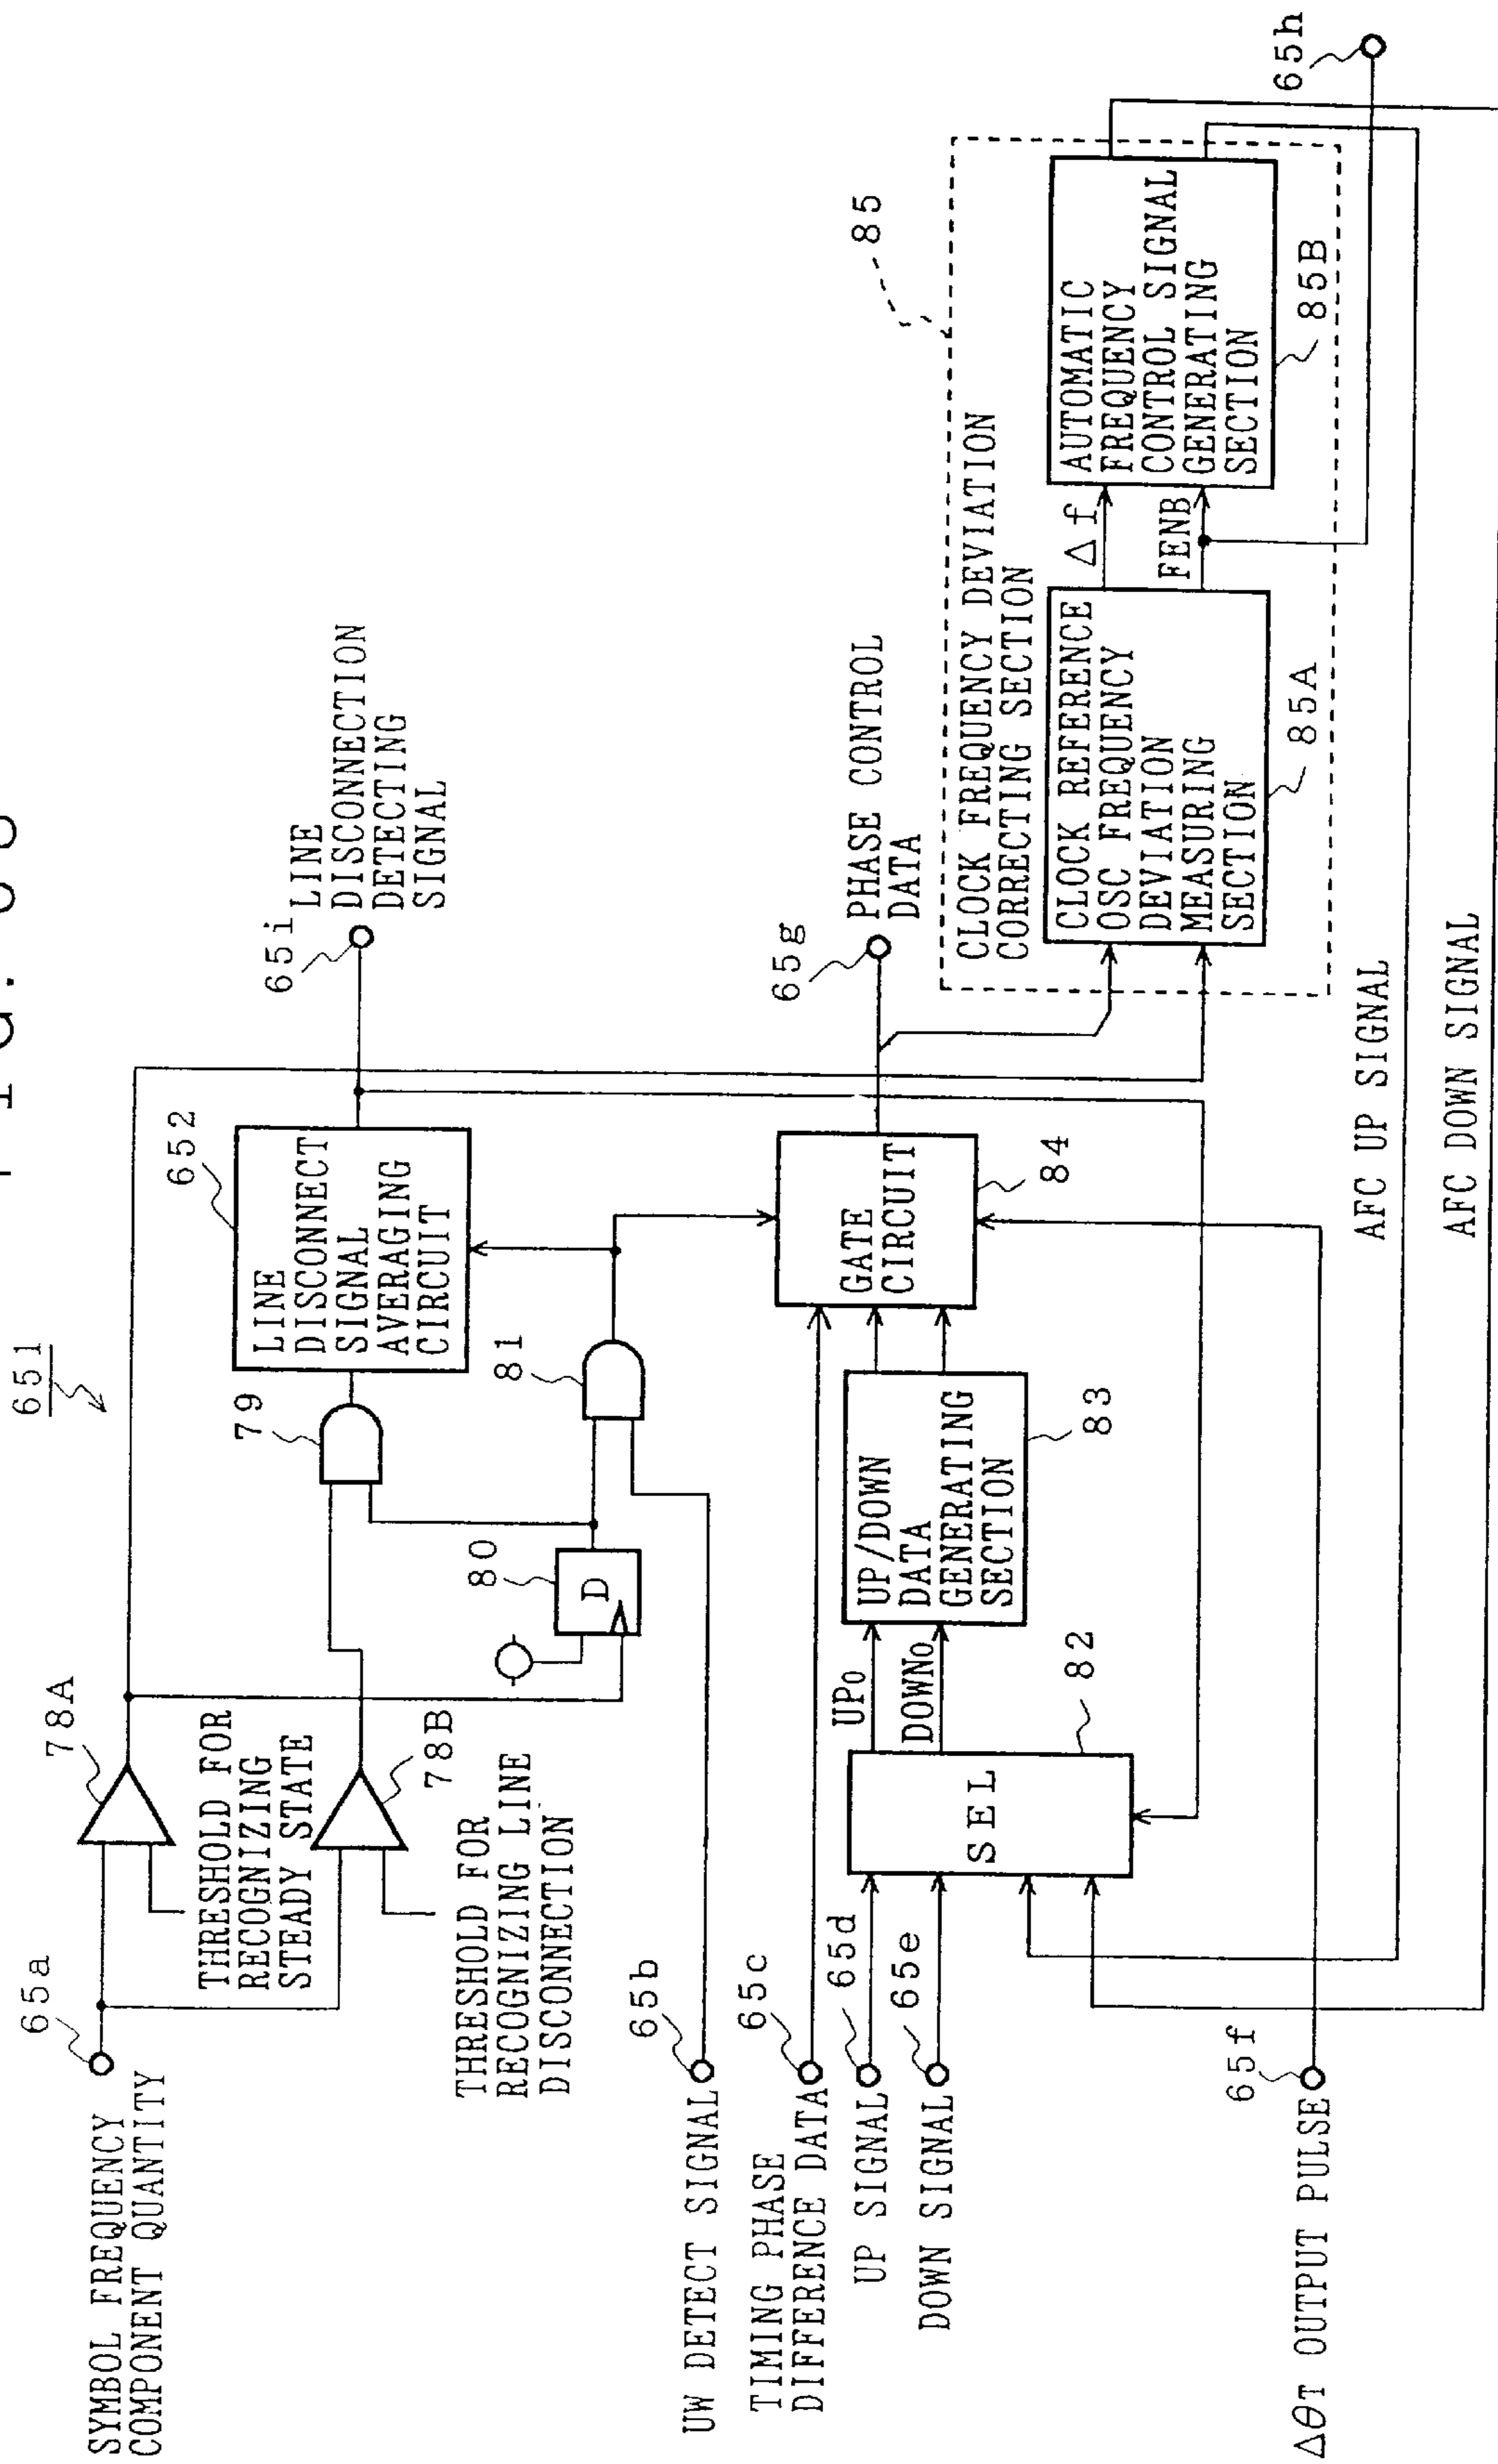 651
65a
SYMBOL FREQUENCY
COMPONENT QUANTITY
78A
THRESHOLD FOR
RECOGNIZING
STEADY STATE
78B
THRESHOLD FOR
RECOGNIZING LINE
DISCONNECTION
79
80
D
81
652
LINE
DISCONNECT
SIGNAL
AVERAGING
CIRCUIT
65i
LINE
DISCONNECTION
DETECTING
SIGNAL
65b
UW DETECT SIGNAL
65c
TIMING PHASE
DIFFERENCE DATA
65d
UP SIGNAL
65e
DOWN SIGNAL
65f
ΔθT OUTPUT PULSE
SEL
82
UP0
DOWN0
UP/DOWN
DATA
GENERATING
SECTION
83
GATE
CIRCUIT
84
65g
PHASE CONTROL
DATA
85
CLOCK FREQUENCY DEVIATION
CORRECTING SECTION
CLOCK REFERENCE
OSC FREQUENCY
DEVIATION
MEASURING
SECTION
85A
Δf
FENB
AUTOMATIC
FREQUENCY
CONTROL SIGNAL
GENERATING
SECTION
85B
65h
AFC UP SIGNAL
AFC DOWN SIGNAL